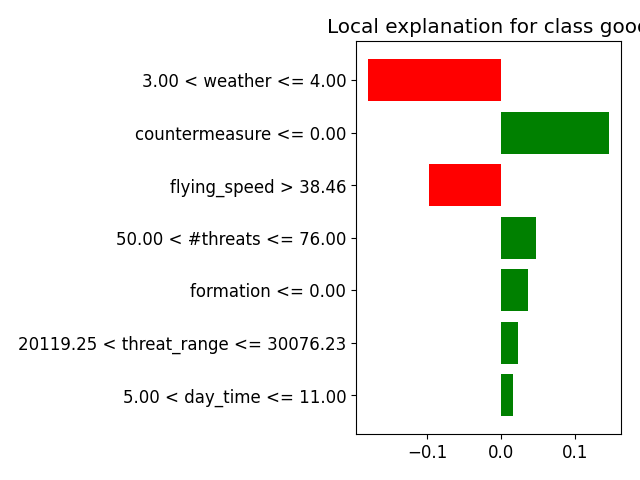 Local explanation for class good
3.00 < weather <= 4.00
countermeasure <= 0.00
flying_speed > 38.46
50.00 < #threats <= 76.00
formation <= 0.00
20119.25 < threat_range <= 30076.23
5.00 < day_time <= 11.00
−0.1 0.0 0.1